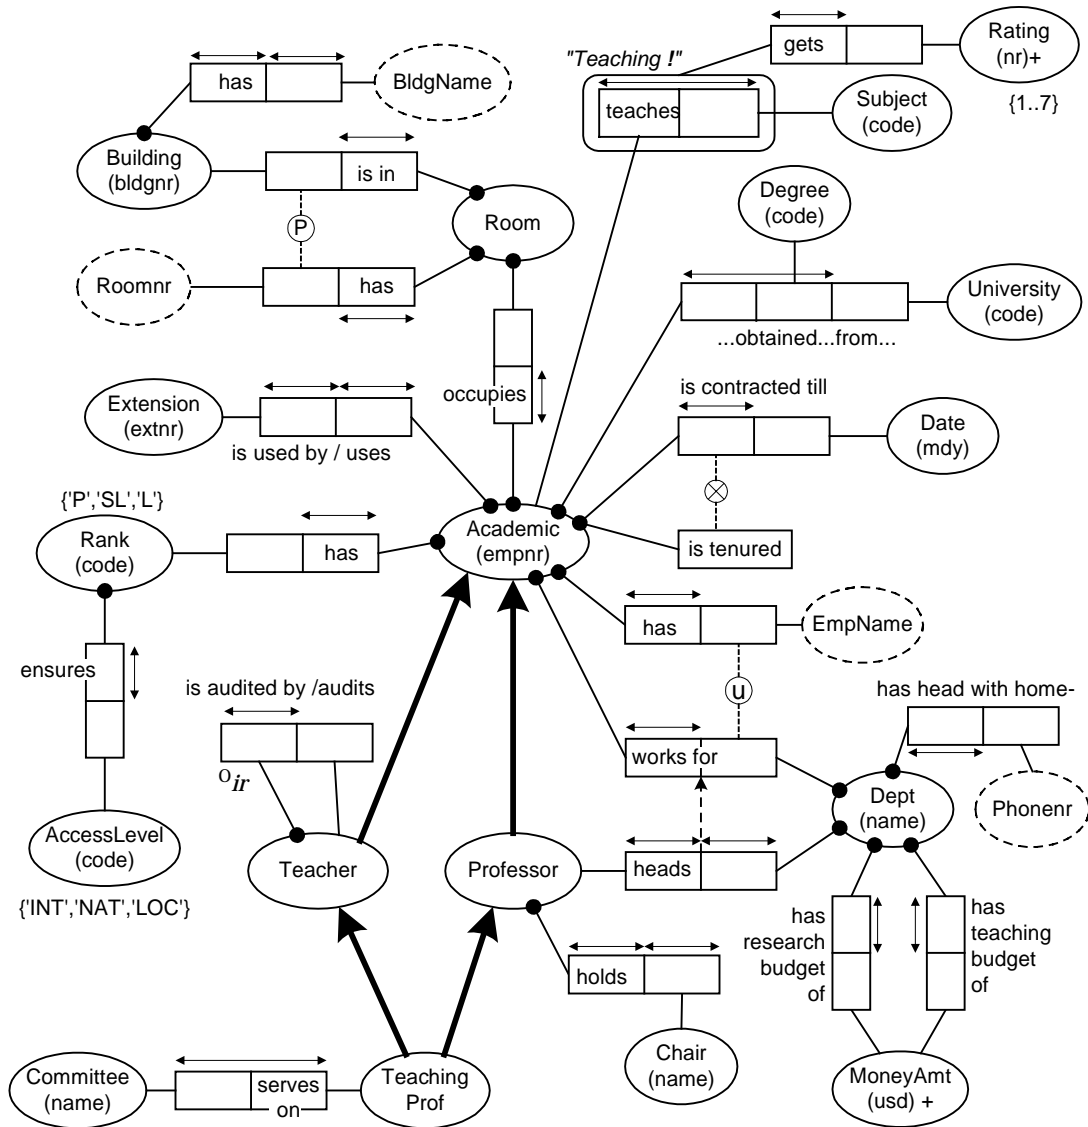 gets
Rating
(nr)+
{1..7}
"Teaching !"
has
BldgName
teaches
Subject
(code)
Building
(bldgnr)
is in
Degree
(code)
P
Room
Roomnr
has
University
(code)
...obtained...from...
occupies
is contracted till
Extension
(extnr)
is used by / uses
Date
(mdy)
{'P','SL','L'}
Rank
(code)
has
Academic
(empnr)
is tenured
has
EmpName
ensures
is audited by /audits
u
has head with home-
works for
O ir
Dept
(name)
Phonenr
AccessLevel
(code)
Teacher
Professor
heads
{'INT','NAT','LOC'}
has
research
budget
of
has
teaching
budget
of
holds
Committee
(name)
serves
on
Teaching
Prof
Chair
(name)
MoneyAmt
(usd) +